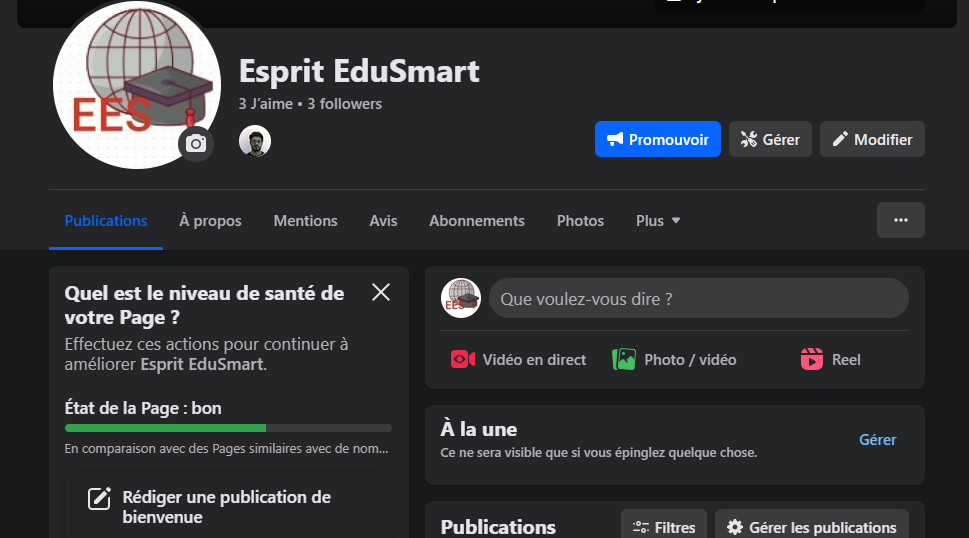 EES
Esprit EduSmart
3 J’aime • 3 followers
Promouvoir
Gérer
Modifier
Publications
À propos
Mentions
Avis
Abonnements
Photos
Plus
Quel est le niveau de santé de
votre Page ?
Effectuez ces actions pour continuer à
améliorer Esprit EduSmart.
État de la Page : bon
En comparaison avec des Pages similaires avec de nom...
Rédiger une publication de
bienvenue
EES
Que voulez-vous dire ?
Vidéo en direct
Photo / vidéo
Reel
À la une
Ce ne sera visible que si vous épinglez quelque chose.
Gérer
Publications
Filtres
Gérer les publications